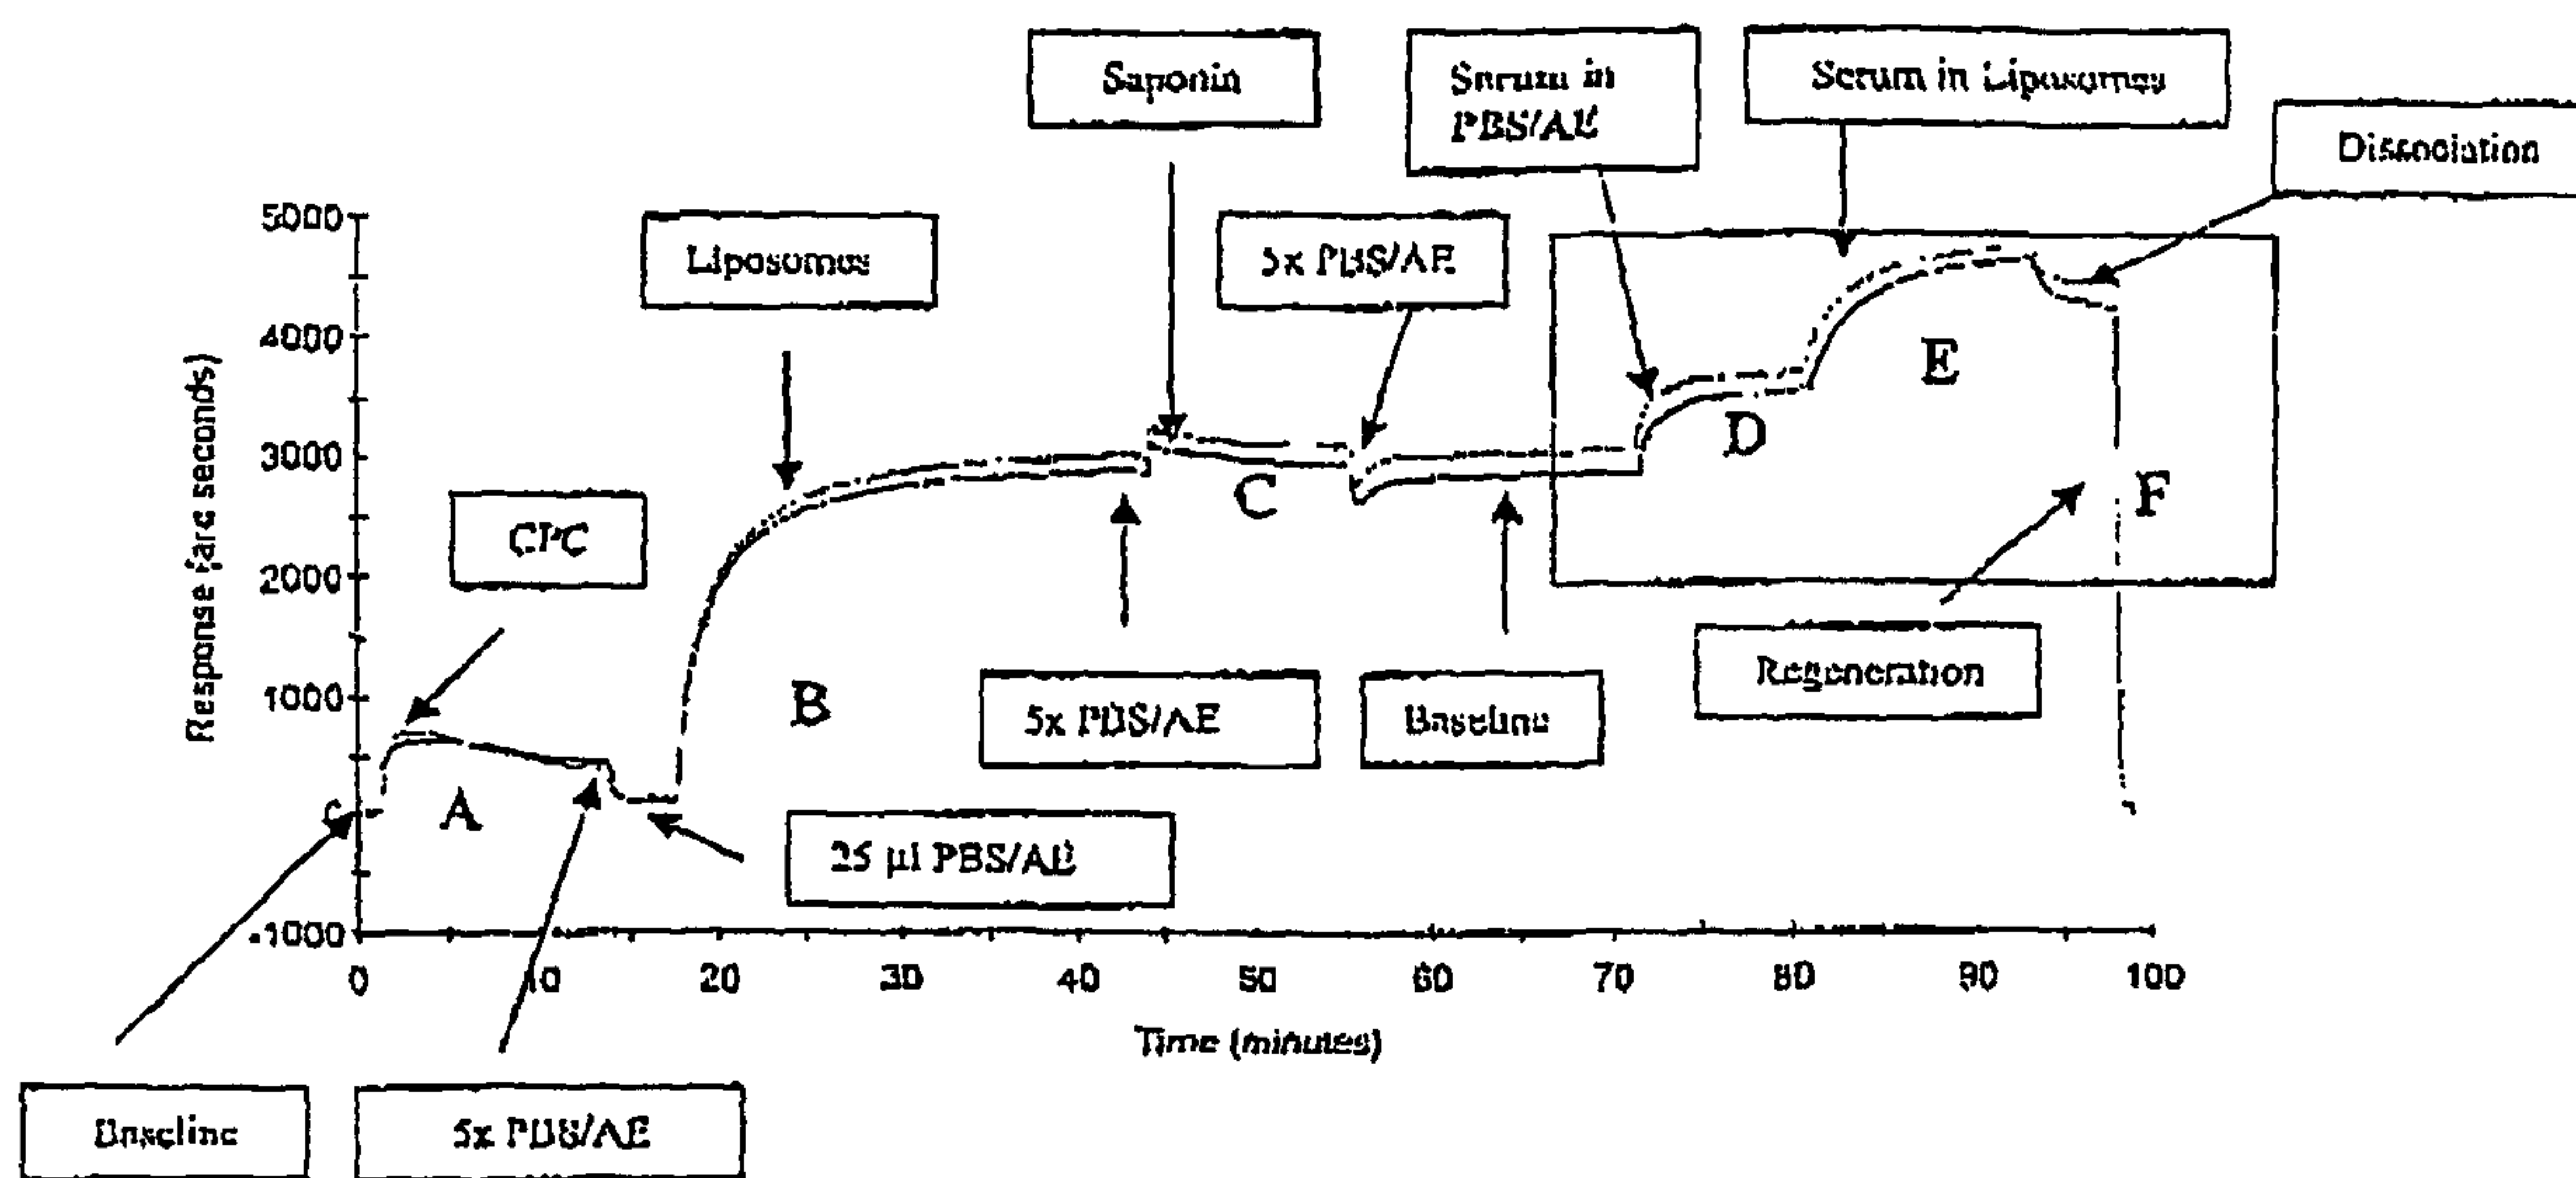 Saponin
Serum in
PBS/AE
Serum in Liposomes
Dissociation
Liposomes
5x PBS/AE
CPC
5000
4000
3000
2000
1000
-1000
Response (arc seconds)
A
B
C
D
E
F
5x PBS/AE
Baseline
Regeneration
25 µl PBS/AE
0 10 20 30 40 50 60 70 80 90 100
Time (minutes)
Baseline
5x PBS/AE